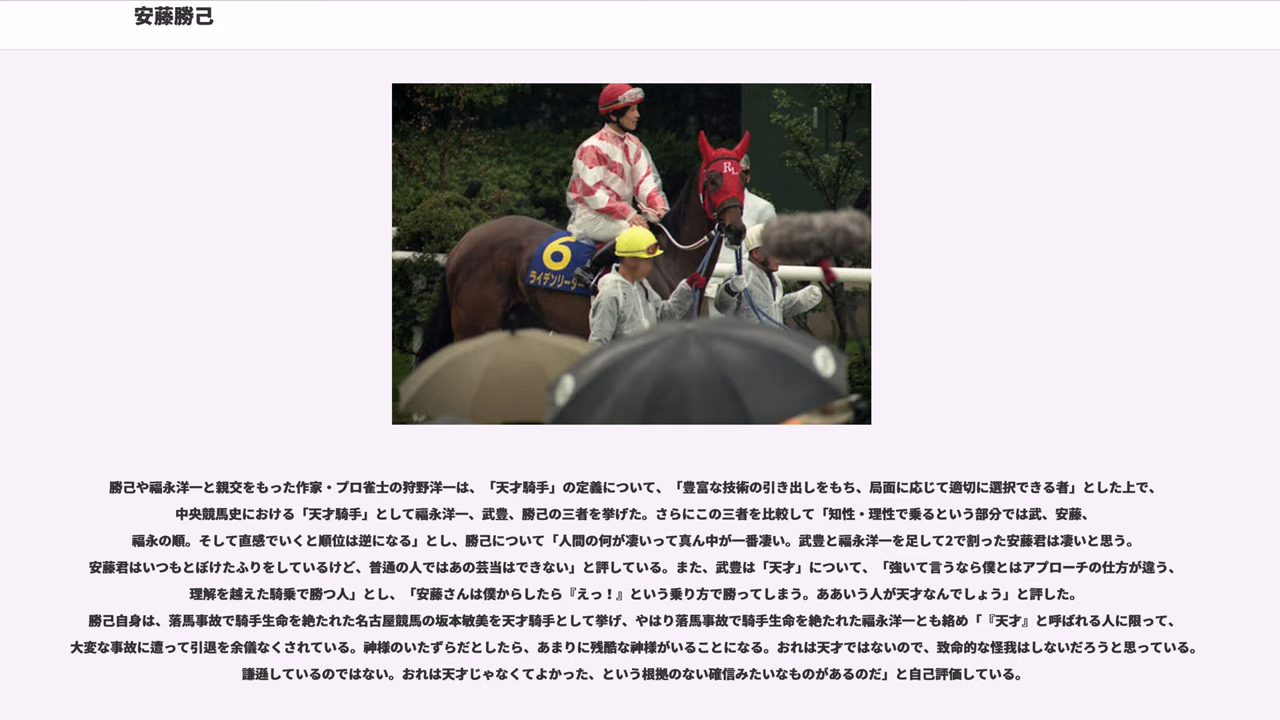 安藤勝己
RL
6
ライデンリーダー
勝己や福永洋一と親交をもった作家・プロ雀士の狩野洋一は、「天才騎手」の定義について、「豊富な技術の引き出しをもち、局面に応じて適切に選択できる者」とした上で、
中央競馬史における「天才騎手」として福永洋一、武豊、勝己の三者を挙げた。さらにこの三者を比較して「知性・理性で乗るという部分では武、安藤、
福永の順。そして直感でいくと順位は逆になる」とし、勝己について「人間の何が凄いって真ん中が一番凄い。武豊と福永洋一を足して2で割った安藤君は凄いと思う。
安藤君はいつもとぼけたふりをしているけど、普通の人ではあの芸当はできない」と評している。また、武豊は「天才」について、「強いて言うなら僕とはアプローチの仕方が違う、
理解を越えた騎乗で勝つ人」とし、「安藤さんは僕からしたら『えっ！』という乗り方で勝ってしまう。ああいう人が天才なんでしょう」と評した。
勝己自身は、落馬事故で騎手生命を絶たれた名古屋競馬の坂本敏美を天才騎手として挙げ、やはり落馬事故で騎手生命を絶たれた福永洋一とも絡め「『天才』と呼ばれる人に限って、
大変な事故に遭って引退を余儀なくされている。神様のいたずらだとしたら、あまりに残酷な神様がいることになる。おれは天才ではないので、致命的な怪我はしないだろうと思っている。
謙遜しているのではない。おれは天才じゃなくてよかった、という根拠のない確信みたいなものがあるのだ」と自己評価している。